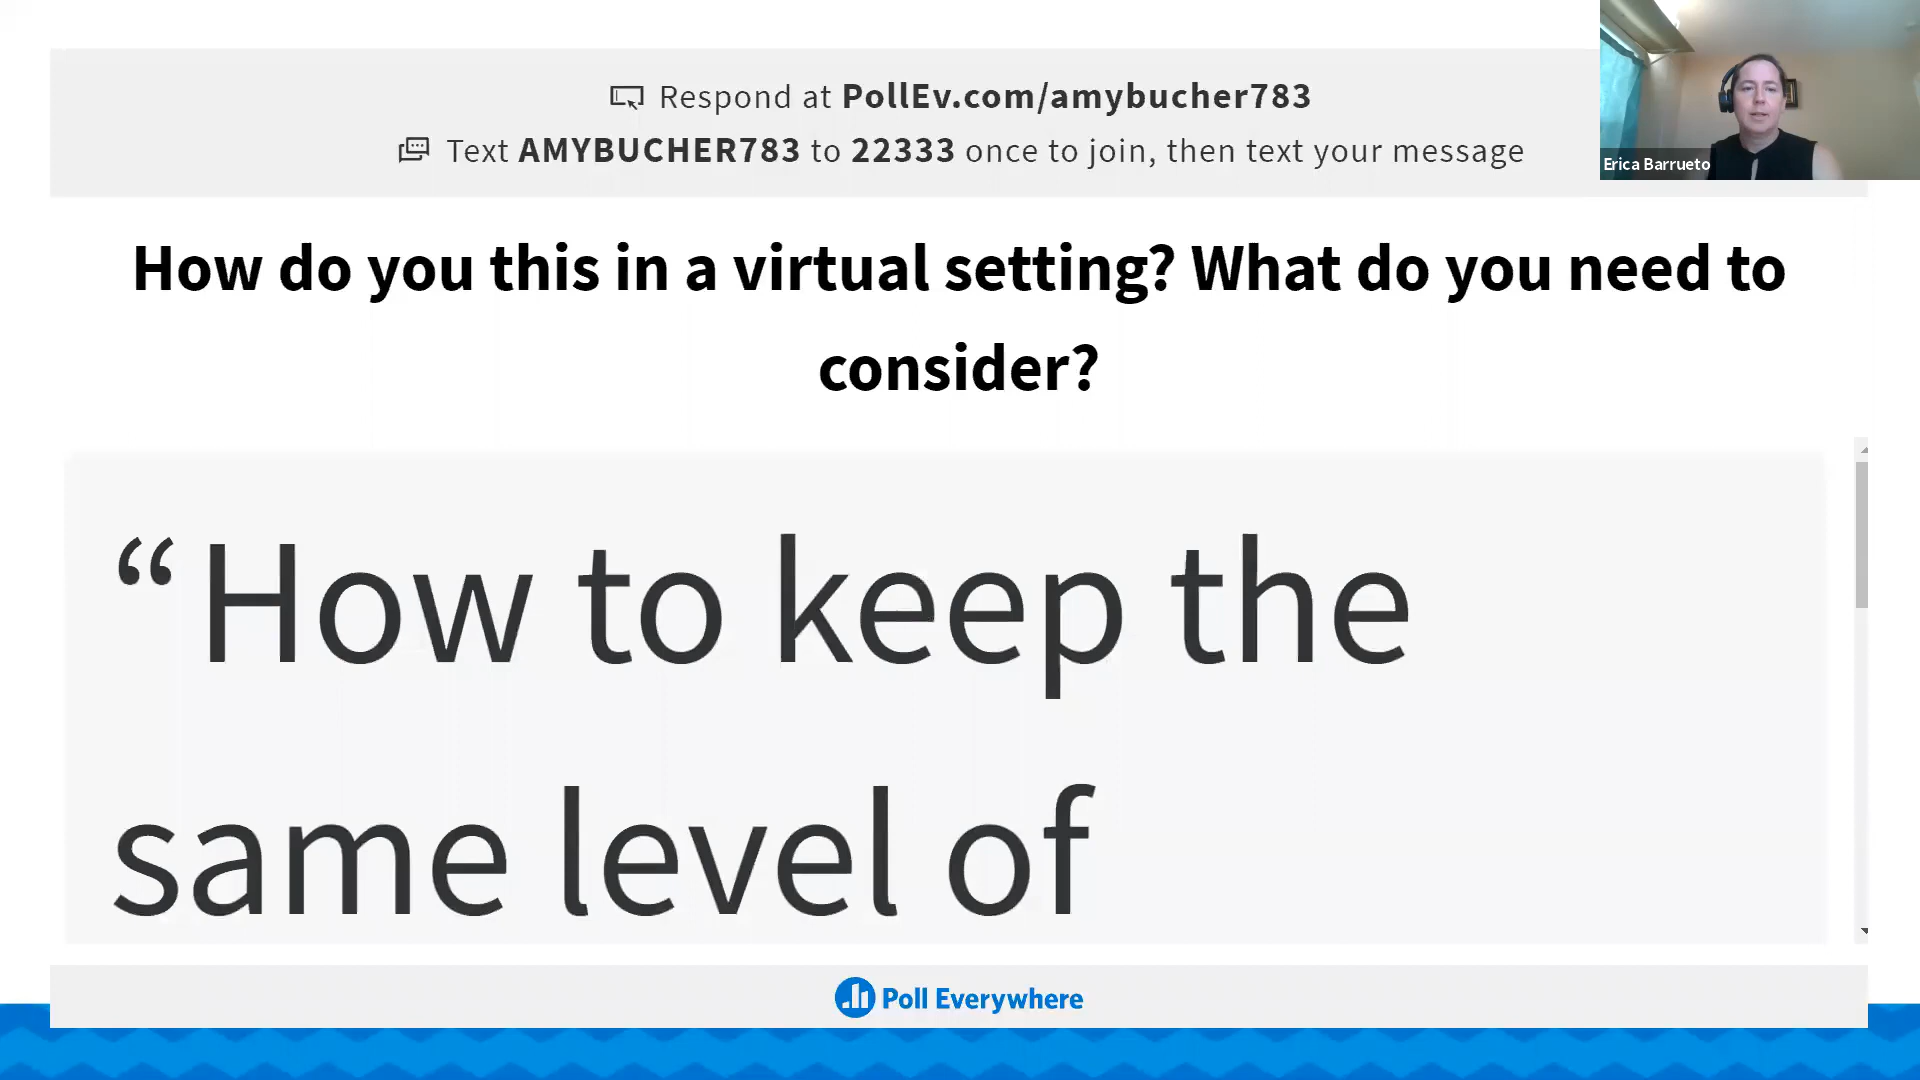 Respond at PollEv.com/amybucher783
Text AMYBUCHER783 to 22333 once to join, then text your message
Erica Barrueto
How do you this in a virtual setting? What do you need to
consider?
“How to keep the
same level of
Poll Everywhere